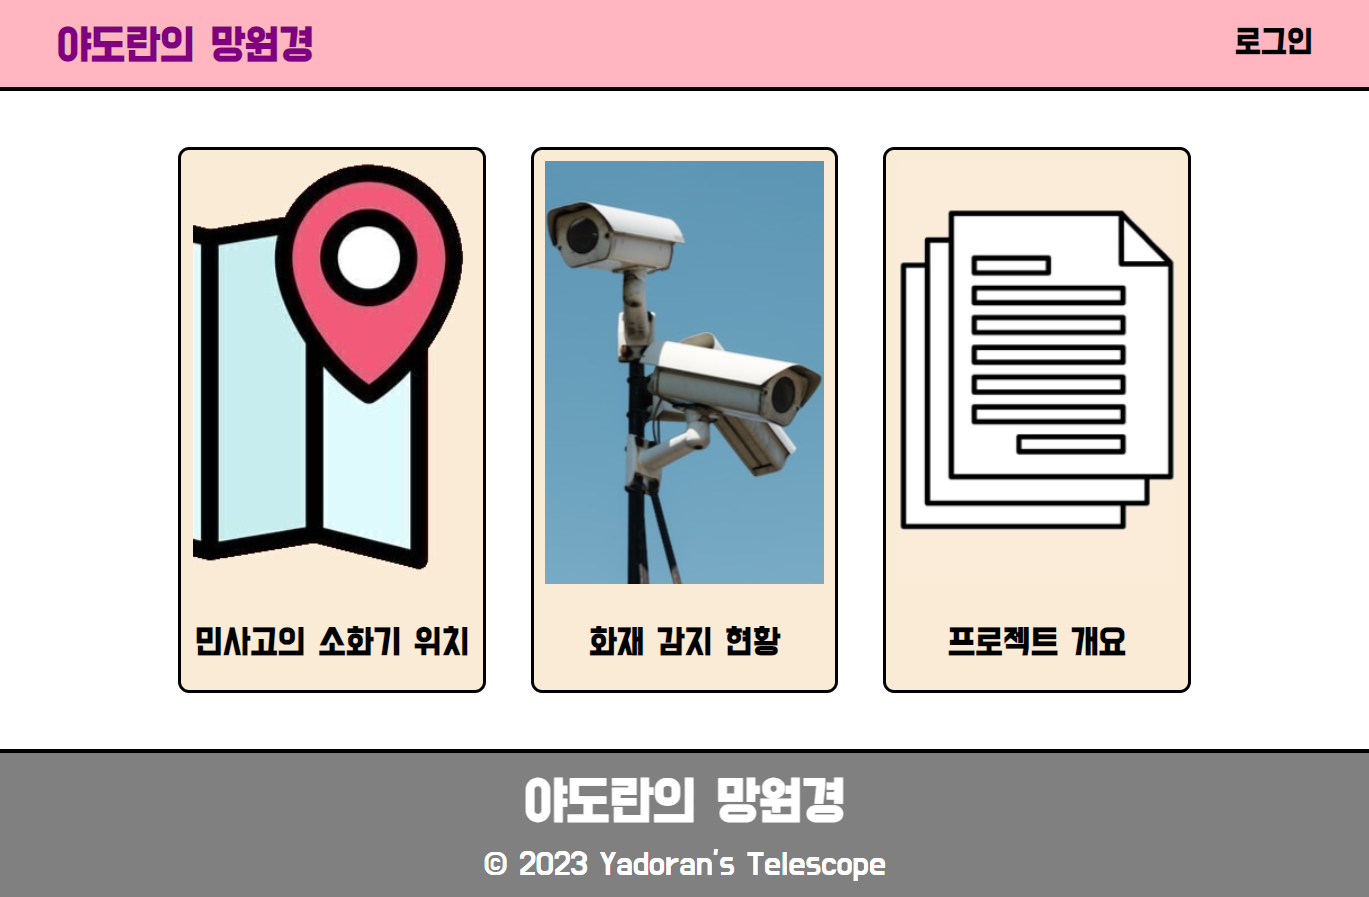 야도란의 망원경
로그인
민사고의 소화기 위치
화재 감지 현황
프로젝트 개요
야도란의 망원경
© 2023 Yadoran's Telescope